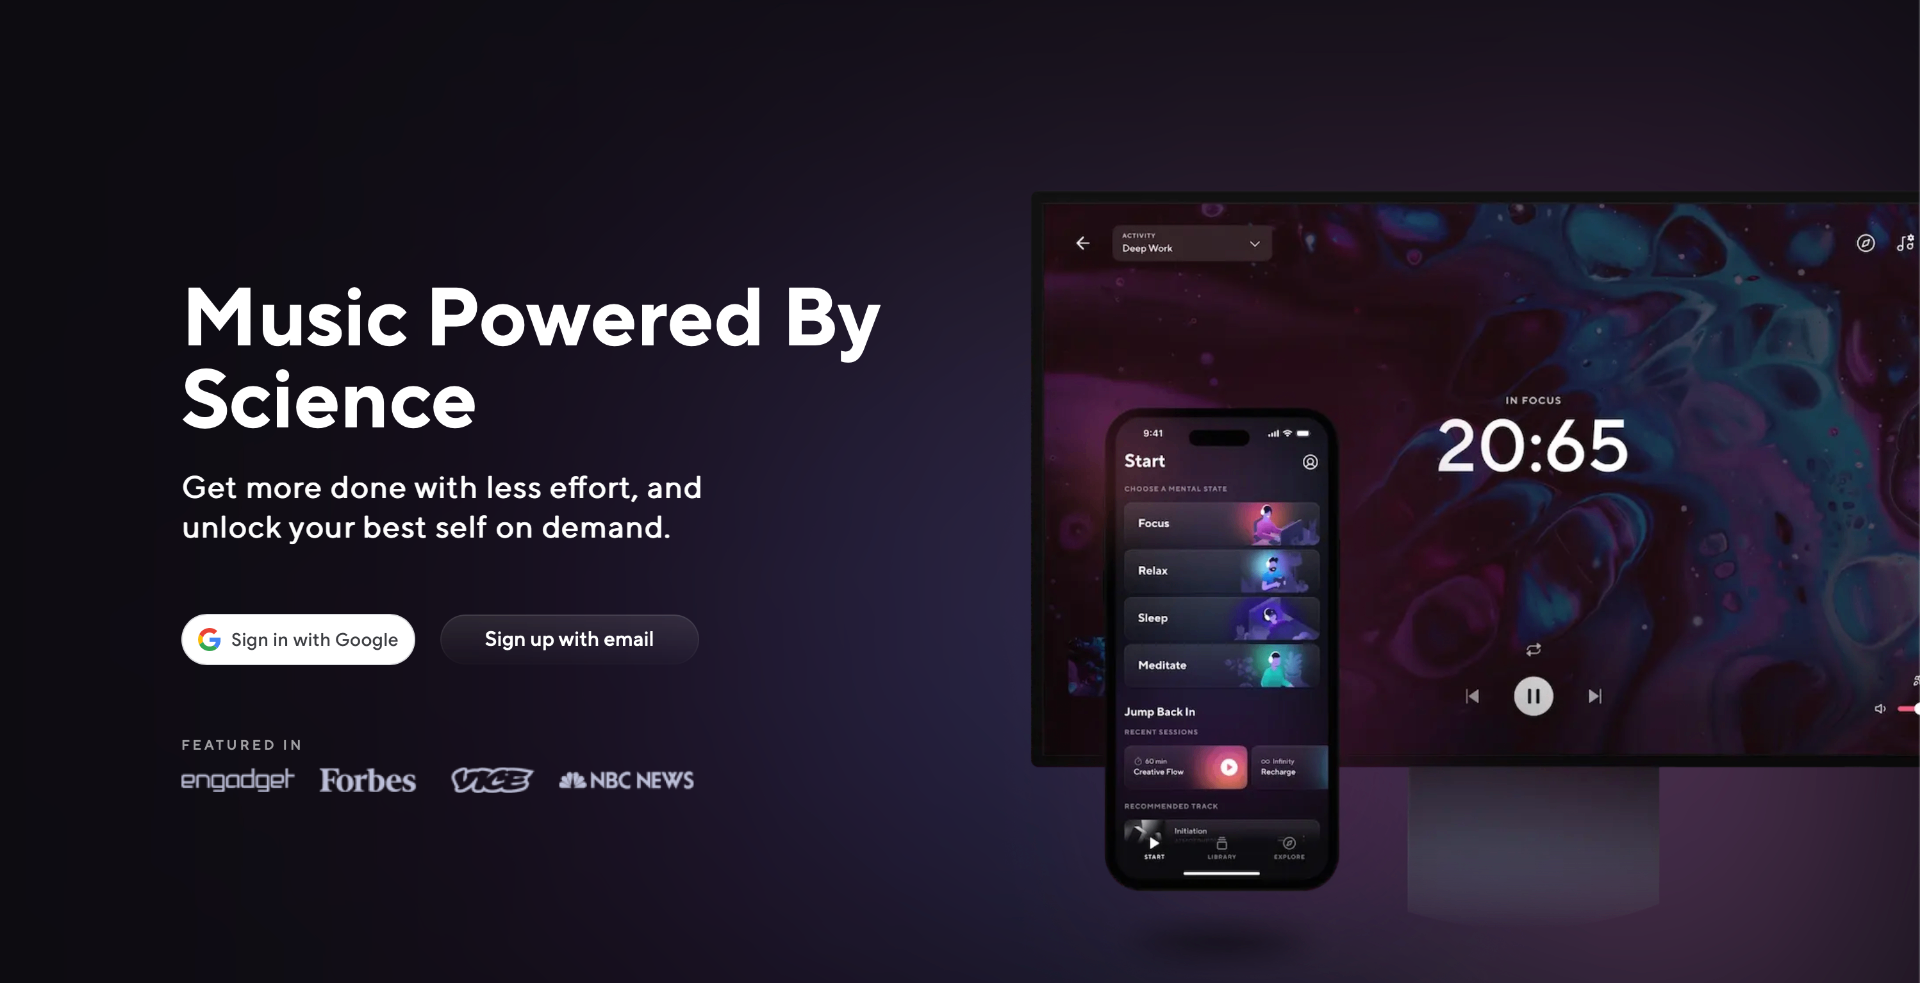 Music Powered By
Science
Get more done with less effort, and
unlock your best self on demand.
Sign in with Google
Sign up with email
FEATURED IN
engadget Forbes VICE NBC NEWS
ACTIVITY
Deep Work
IN FOCUS
20:65
9:41
Start
CHOOSE A MENTAL STATE
Focus
Relax
Sleep
Meditate
Jump Back In
RECENT SESSIONS
60 min
Creative Flow
Infinity
Recharge
RECOMMENDED TRACK
Initiation
START LIBRARY EXPLORE